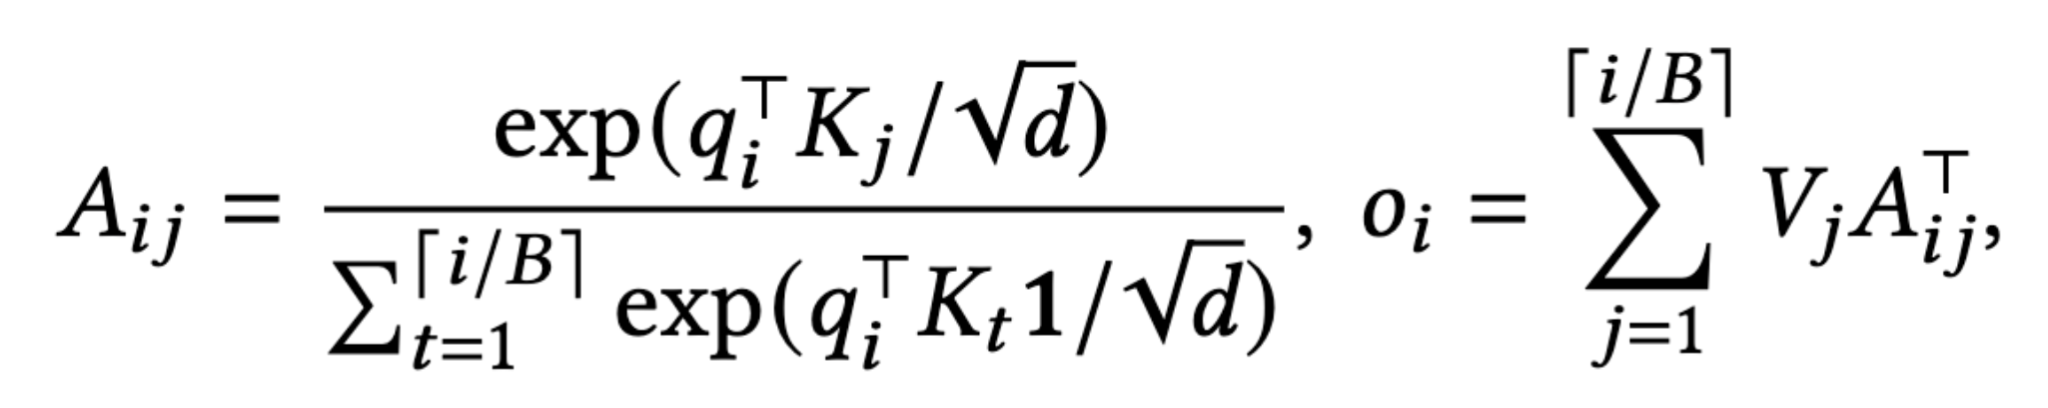 A_{ij} = \frac{\exp(q_i^\top K_j/\sqrt{d})}{\sum_{t=1}^{\lceil i/B \rceil} \exp(q_i^\top K_t \mathbf{1}/\sqrt{d})}, \; o_i = \sum_{j=1}^{\lceil i/B \rceil} V_j A_{ij}^\top,